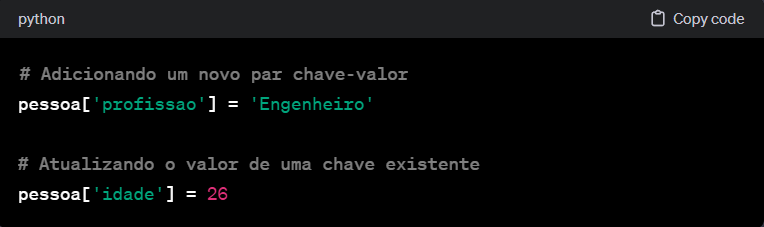 python
Copy code
# Adicionando um novo par chave-valor
pessoa['profissao'] = 'Engenheiro'
# Atualizando o valor de uma chave existente
pessoa['idade'] = 26